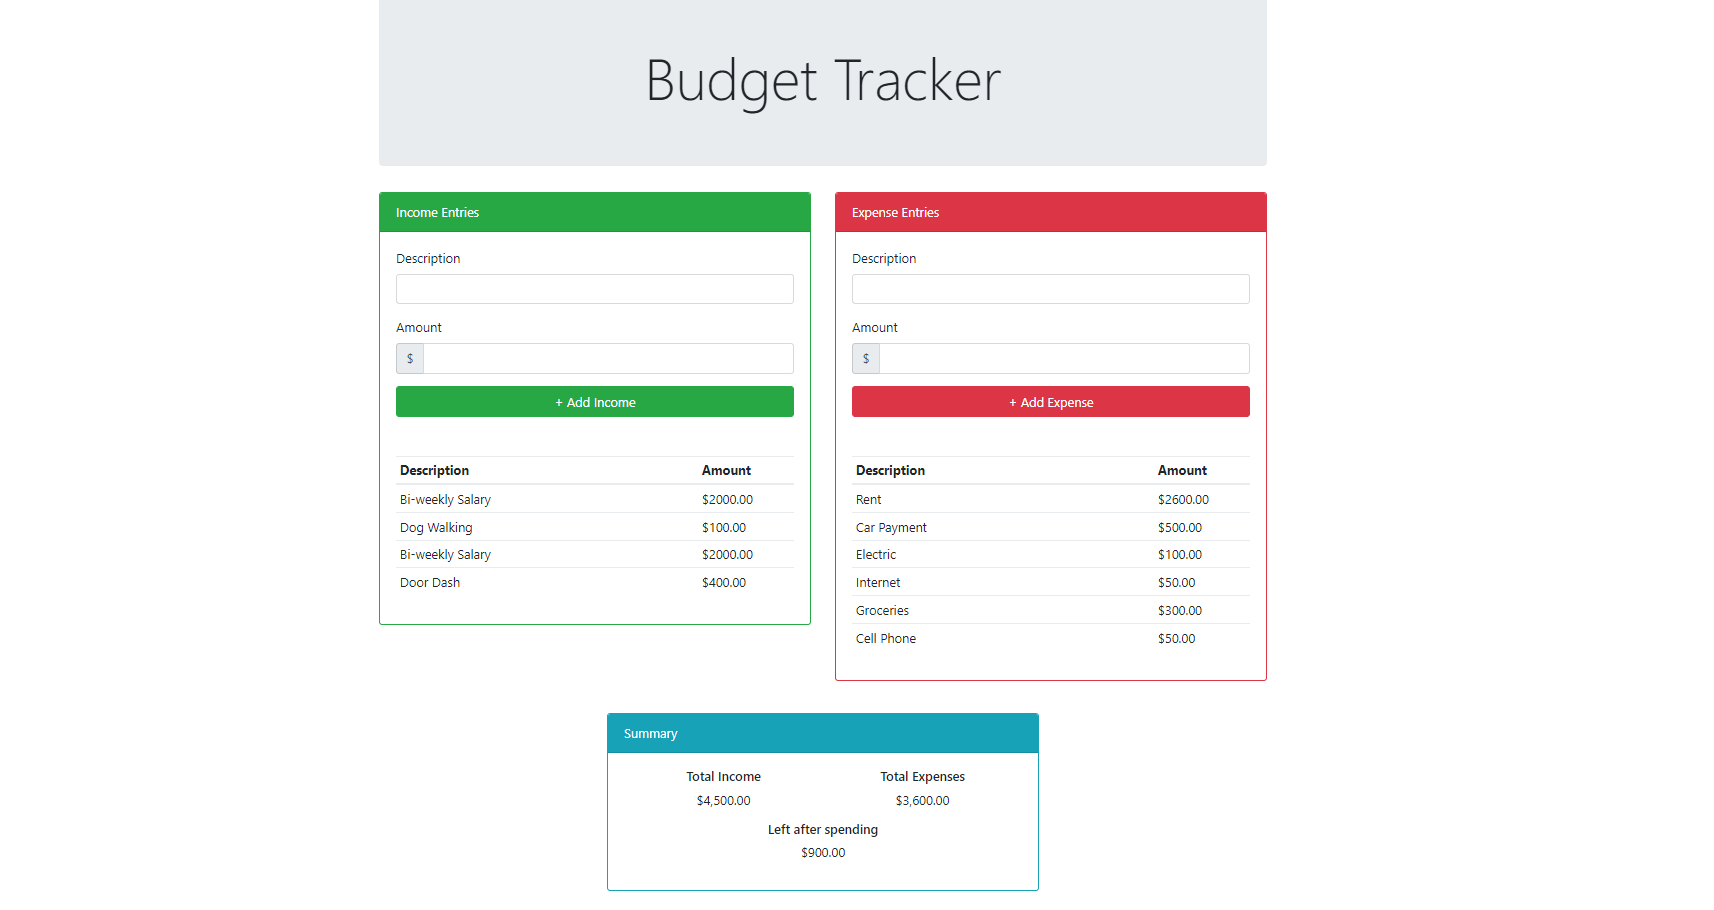 Budget Tracker
Income Entries
Description
Amount
$
+ Add Income
Description Amount
Bi-weekly Salary $2000.00
Dog Walking $100.00
Bi-weekly Salary $2000.00
Door Dash $400.00
Expense Entries
Description
Amount
$
+ Add Expense
Description Amount
Rent $2600.00
Car Payment $500.00
Electric $100.00
Internet $50.00
Groceries $300.00
Cell Phone $50.00
Summary
Total Income Total Expenses
$4,500.00 $3,600.00
Left after spending
$900.00